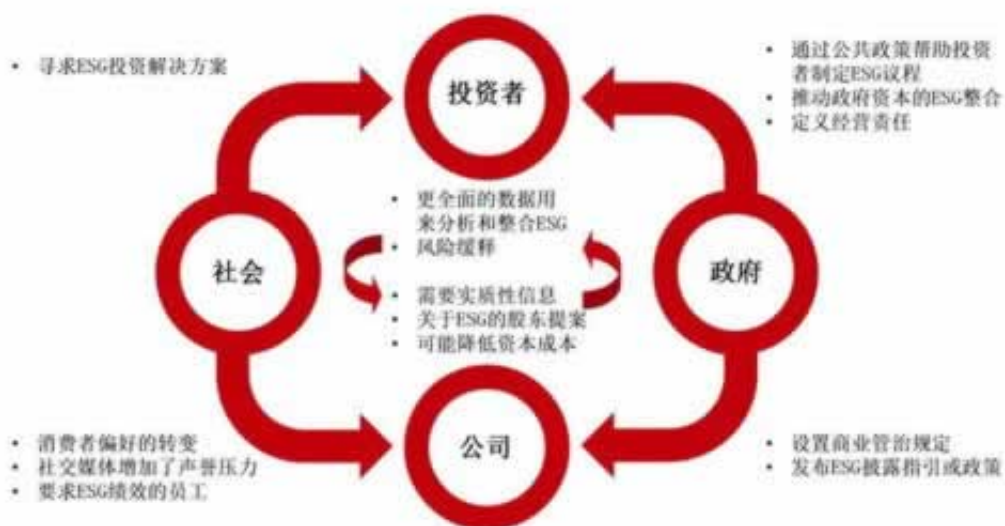 • 寻求ESG投资解决方案
投资者
• 通过公共政策帮助投资
者制定ESG议程
• 推动政府资本的ESG整合
• 定义经营责任
• 更全面的数据用
来分析和整合ESG
• 风险缓释
社会
政府
• 需要实质性信息
• 关于ESG的股东提案
• 可能降低资本成本
• 消费者偏好的转变
• 社交媒体增加了声誉压力
• 要求ESG绩效的员工
公司
• 设置商业管治规定
• 发布ESG披露指引或政策